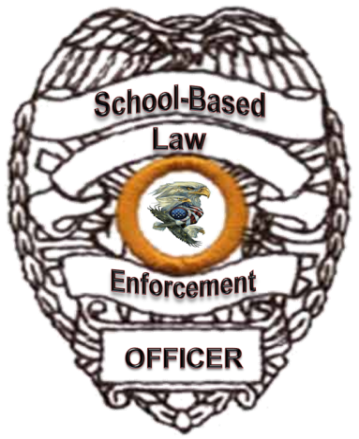 School-Based
Law
Enforcement
OFFICER